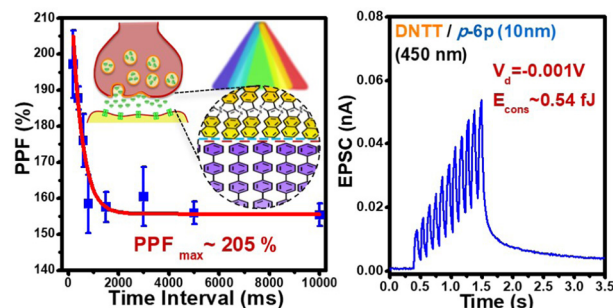 210
200
190
180
170
160
150
140
PPF (%)
PPF max~ 205 %
0 2000 4000 6000 8000 10000
Time Interval (ms)
DNTT / p-6p (10nm)
(450 nm)
Vd=-0.001V
Econs~0.54 fJ
0.08
0.06
0.04
0.02
0.00
EPSC (nA)
0.0 0.5 1.0 1.5 2.0 2.5 3.0 3.5
Time (s)